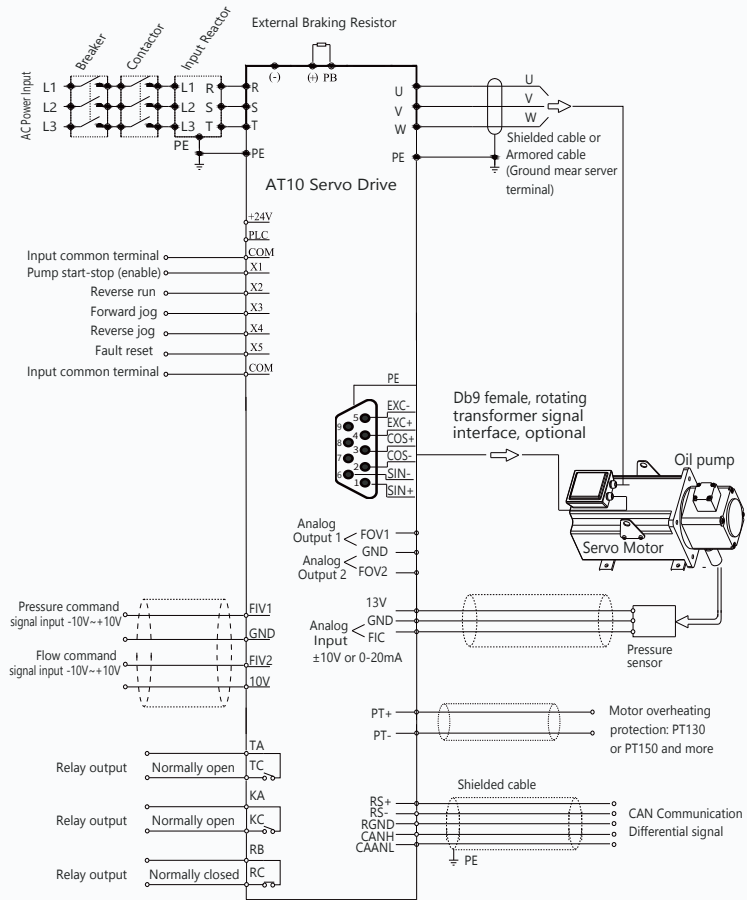 External Braking Resistor
Breaker
Contactor
Input Reactor
(-)
(+) PB
AC Power Input
L1
L2
L3
L1 R
L2 S
L3 T
PE
R
S
T
PE
U
V
W
PE
U
V
W
Shielded cable or
Armored cable
(Ground mear server
terminal)
AT10 Servo Drive
+24V
PLC
Input common terminal COM
Pump start-stop (enable) X1
Reverse run X2
Forward jog X3
Reverse jog X4
Fault reset X5
Input common terminal COM
PE
EXC-
EXC+
COS+
COS-
SIN-
SIN+
5
9
4
8
3
7
2
6
1
Db9 female, rotating
transformer signal
interface, optional
Oil pump
Servo Motor
Analog
Output 1
FOV1
GND
Analog
Output 2
FOV2
Pressure command
signal input -10V~+10V
FIV1
GND
Flow command
signal input -10V~+10V
FIV2
10V
13V
GND
FIC
Analog
Input
±10V or 0-20mA
Pressure
sensor
PT+
PT-
Motor overheating
protection: PT130
or PT150 and more
TA
Relay output Normally open TC
KA
Relay output Normally open KC
RB
Relay output Normally closed RC
Shielded cable
RS+
RS-
RGND
CANH
CAANL
PE
CAN Communication
Differential signal